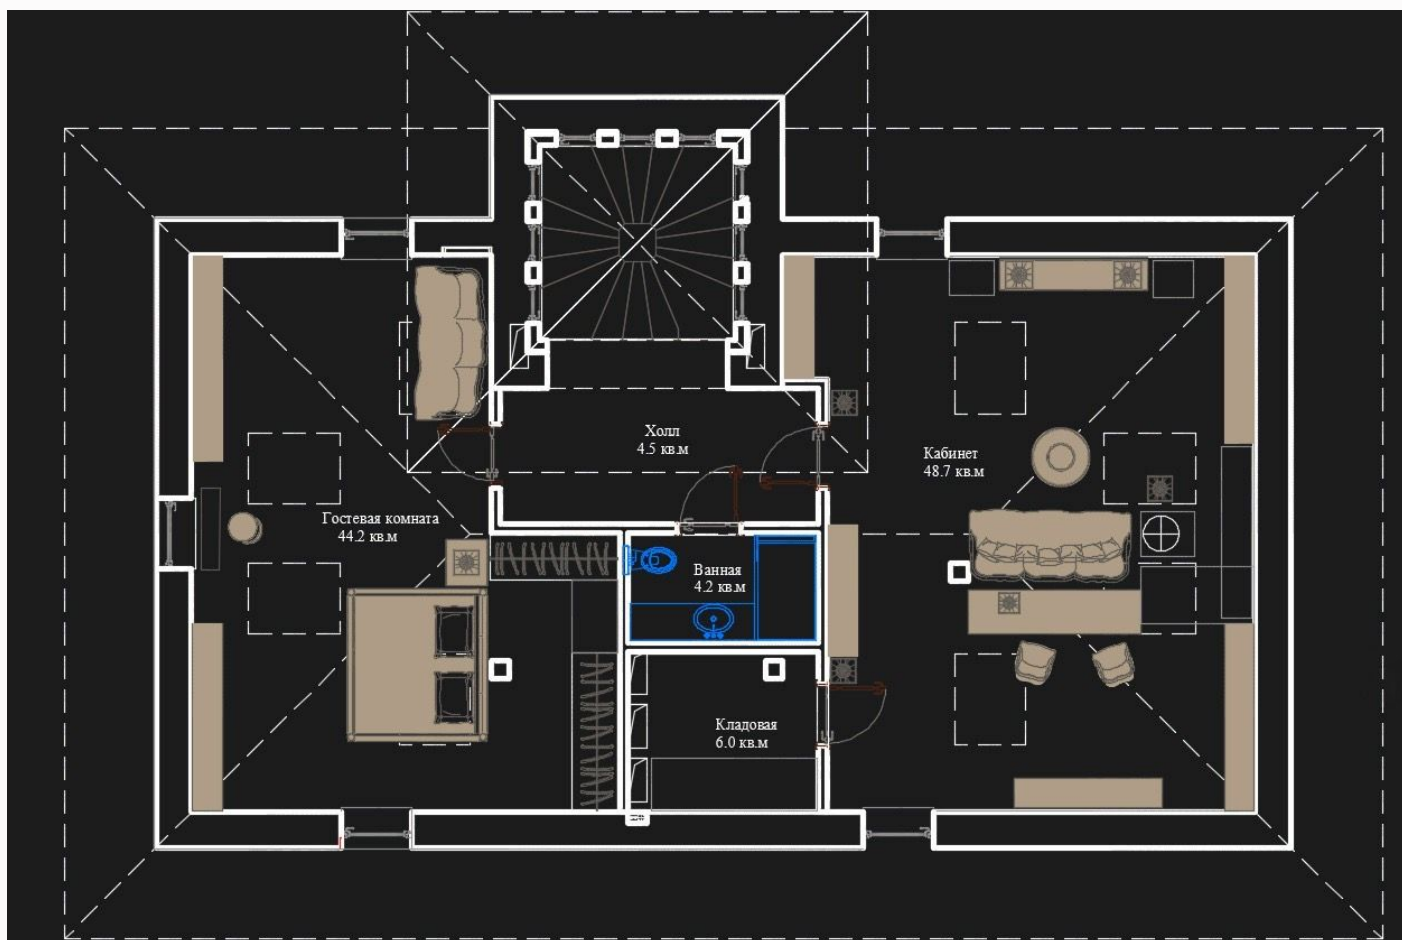 Холл
4.5 кв.м
Кабинет
48.7 кв.м
Гостевая комната
44.2 кв.м
Ванная
4.2 кв.м
Кладовая
6.0 кв.м